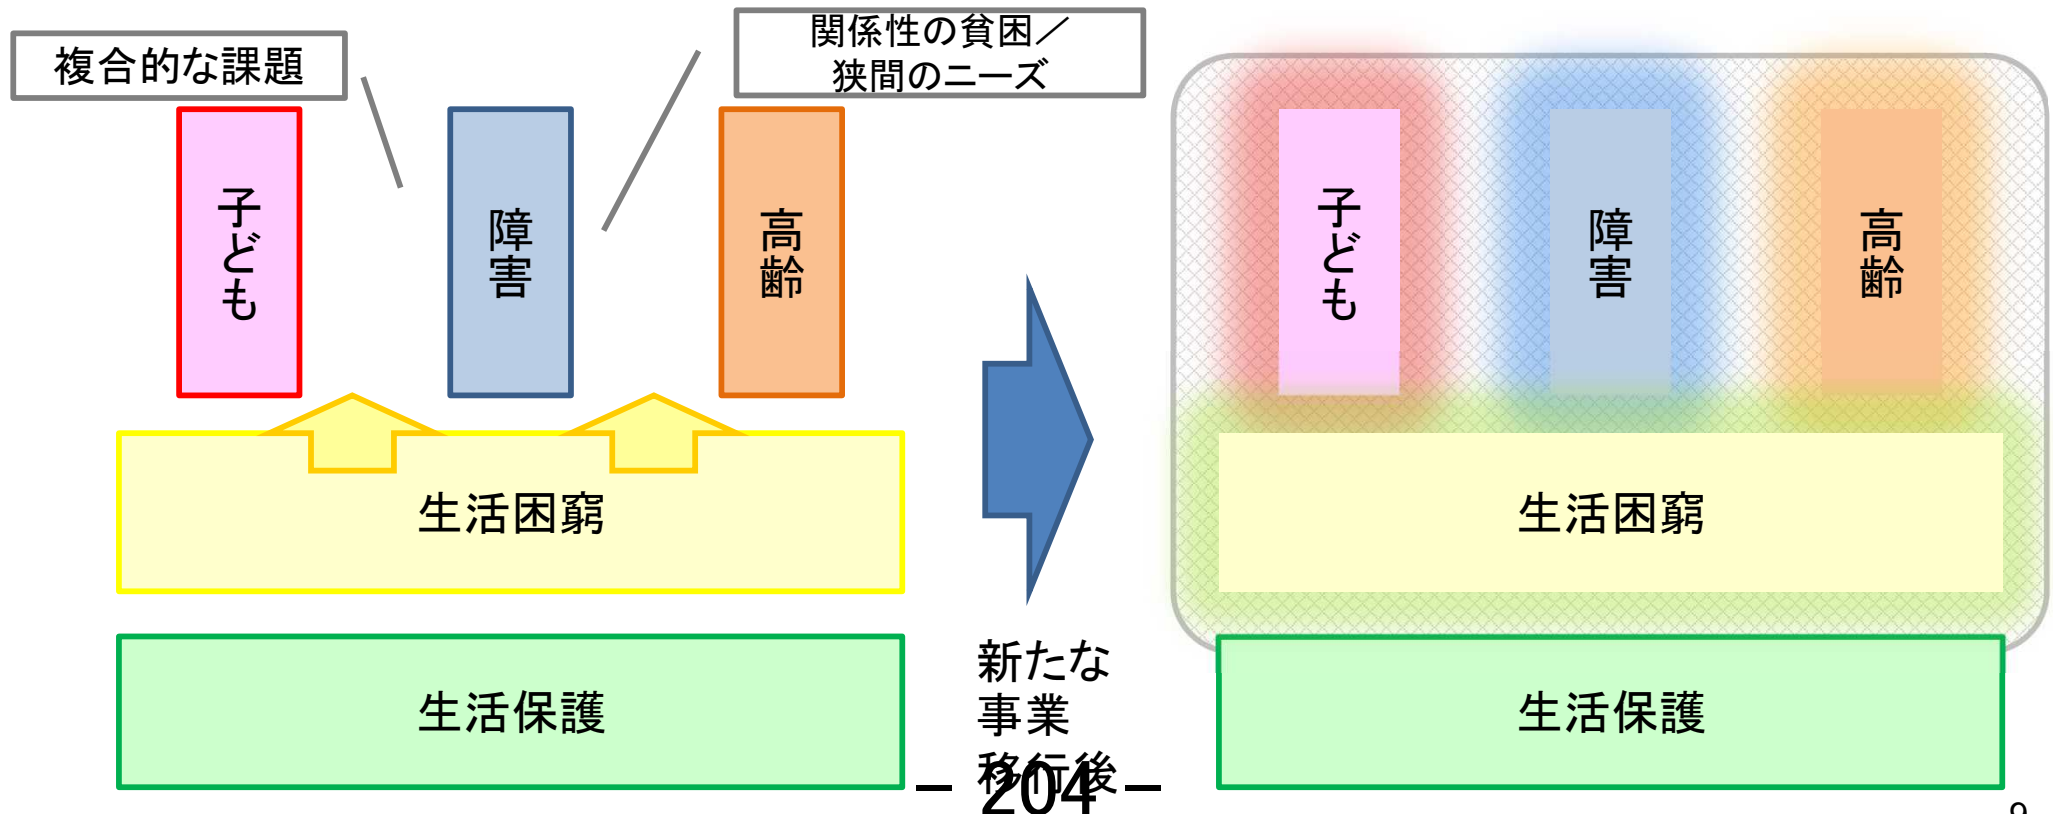 複合的な課題
関係性の貧困／
狭間のニーズ
子ども
障害
高齢
生活困窮
生活保護
新たな
事業
移行後
子ども
障害
高齢
生活困窮
生活保護
− 204 −